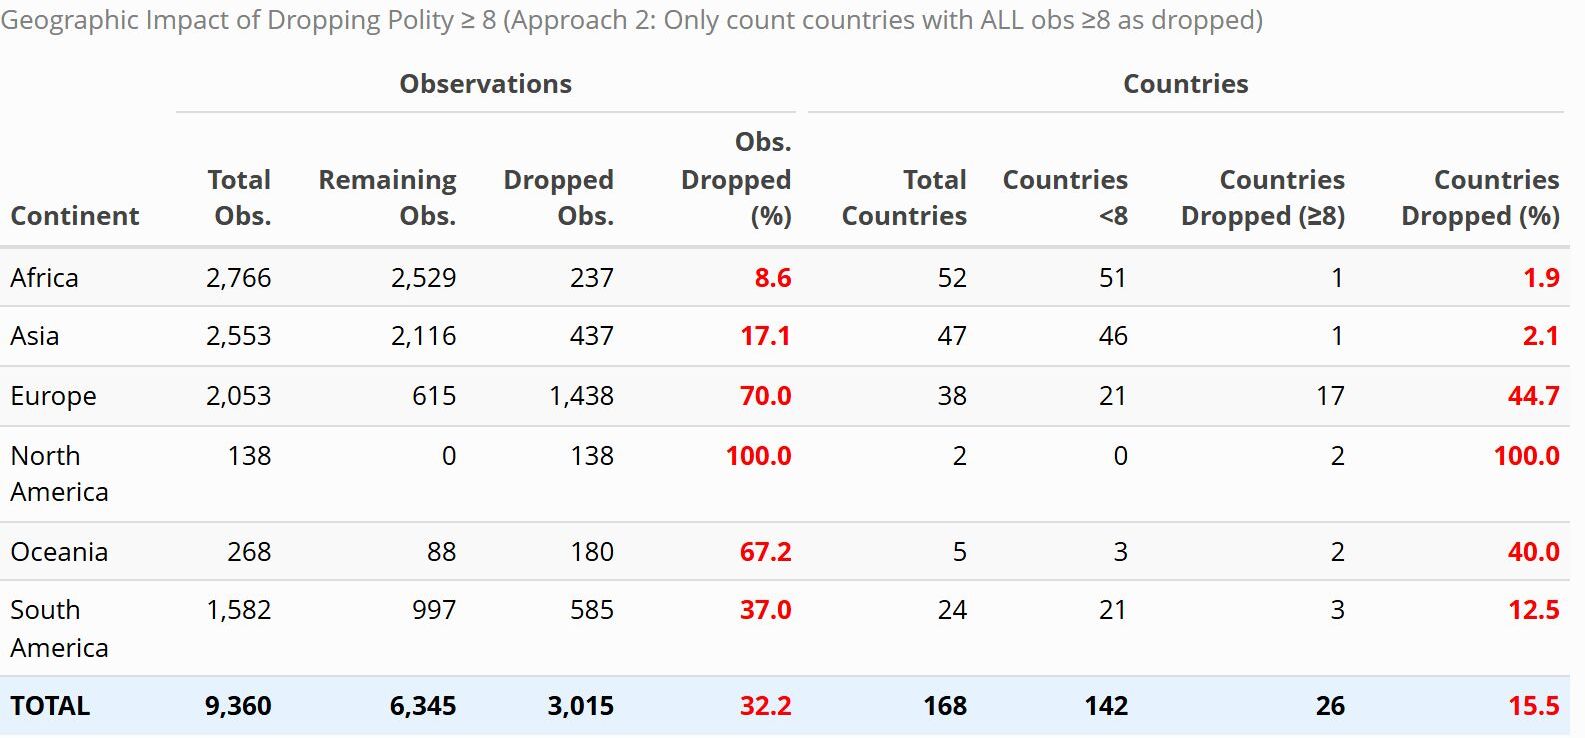 Geographic Impact of Dropping Polity ≥ 8 (Approach 2: Only count countries with ALL obs ≥8 as dropped)
Observations Countries
Continent Total Obs. Remaining Obs. Dropped Obs. Obs. Dropped (%) Total Countries Countries <8 Countries Dropped (≥8) Countries Dropped (%)
Africa 2,766 2,529 237 8.6 52 51 1 1.9
Asia 2,553 2,116 437 17.1 47 46 1 2.1
Europe 2,053 615 1,438 70.0 38 21 17 44.7
North America 138 0 138 100.0 2 0 2 100.0
Oceania 268 88 180 67.2 5 3 2 40.0
South America 1,582 997 585 37.0 24 21 3 12.5
TOTAL 9,360 6,345 3,015 32.2 168 142 26 15.5